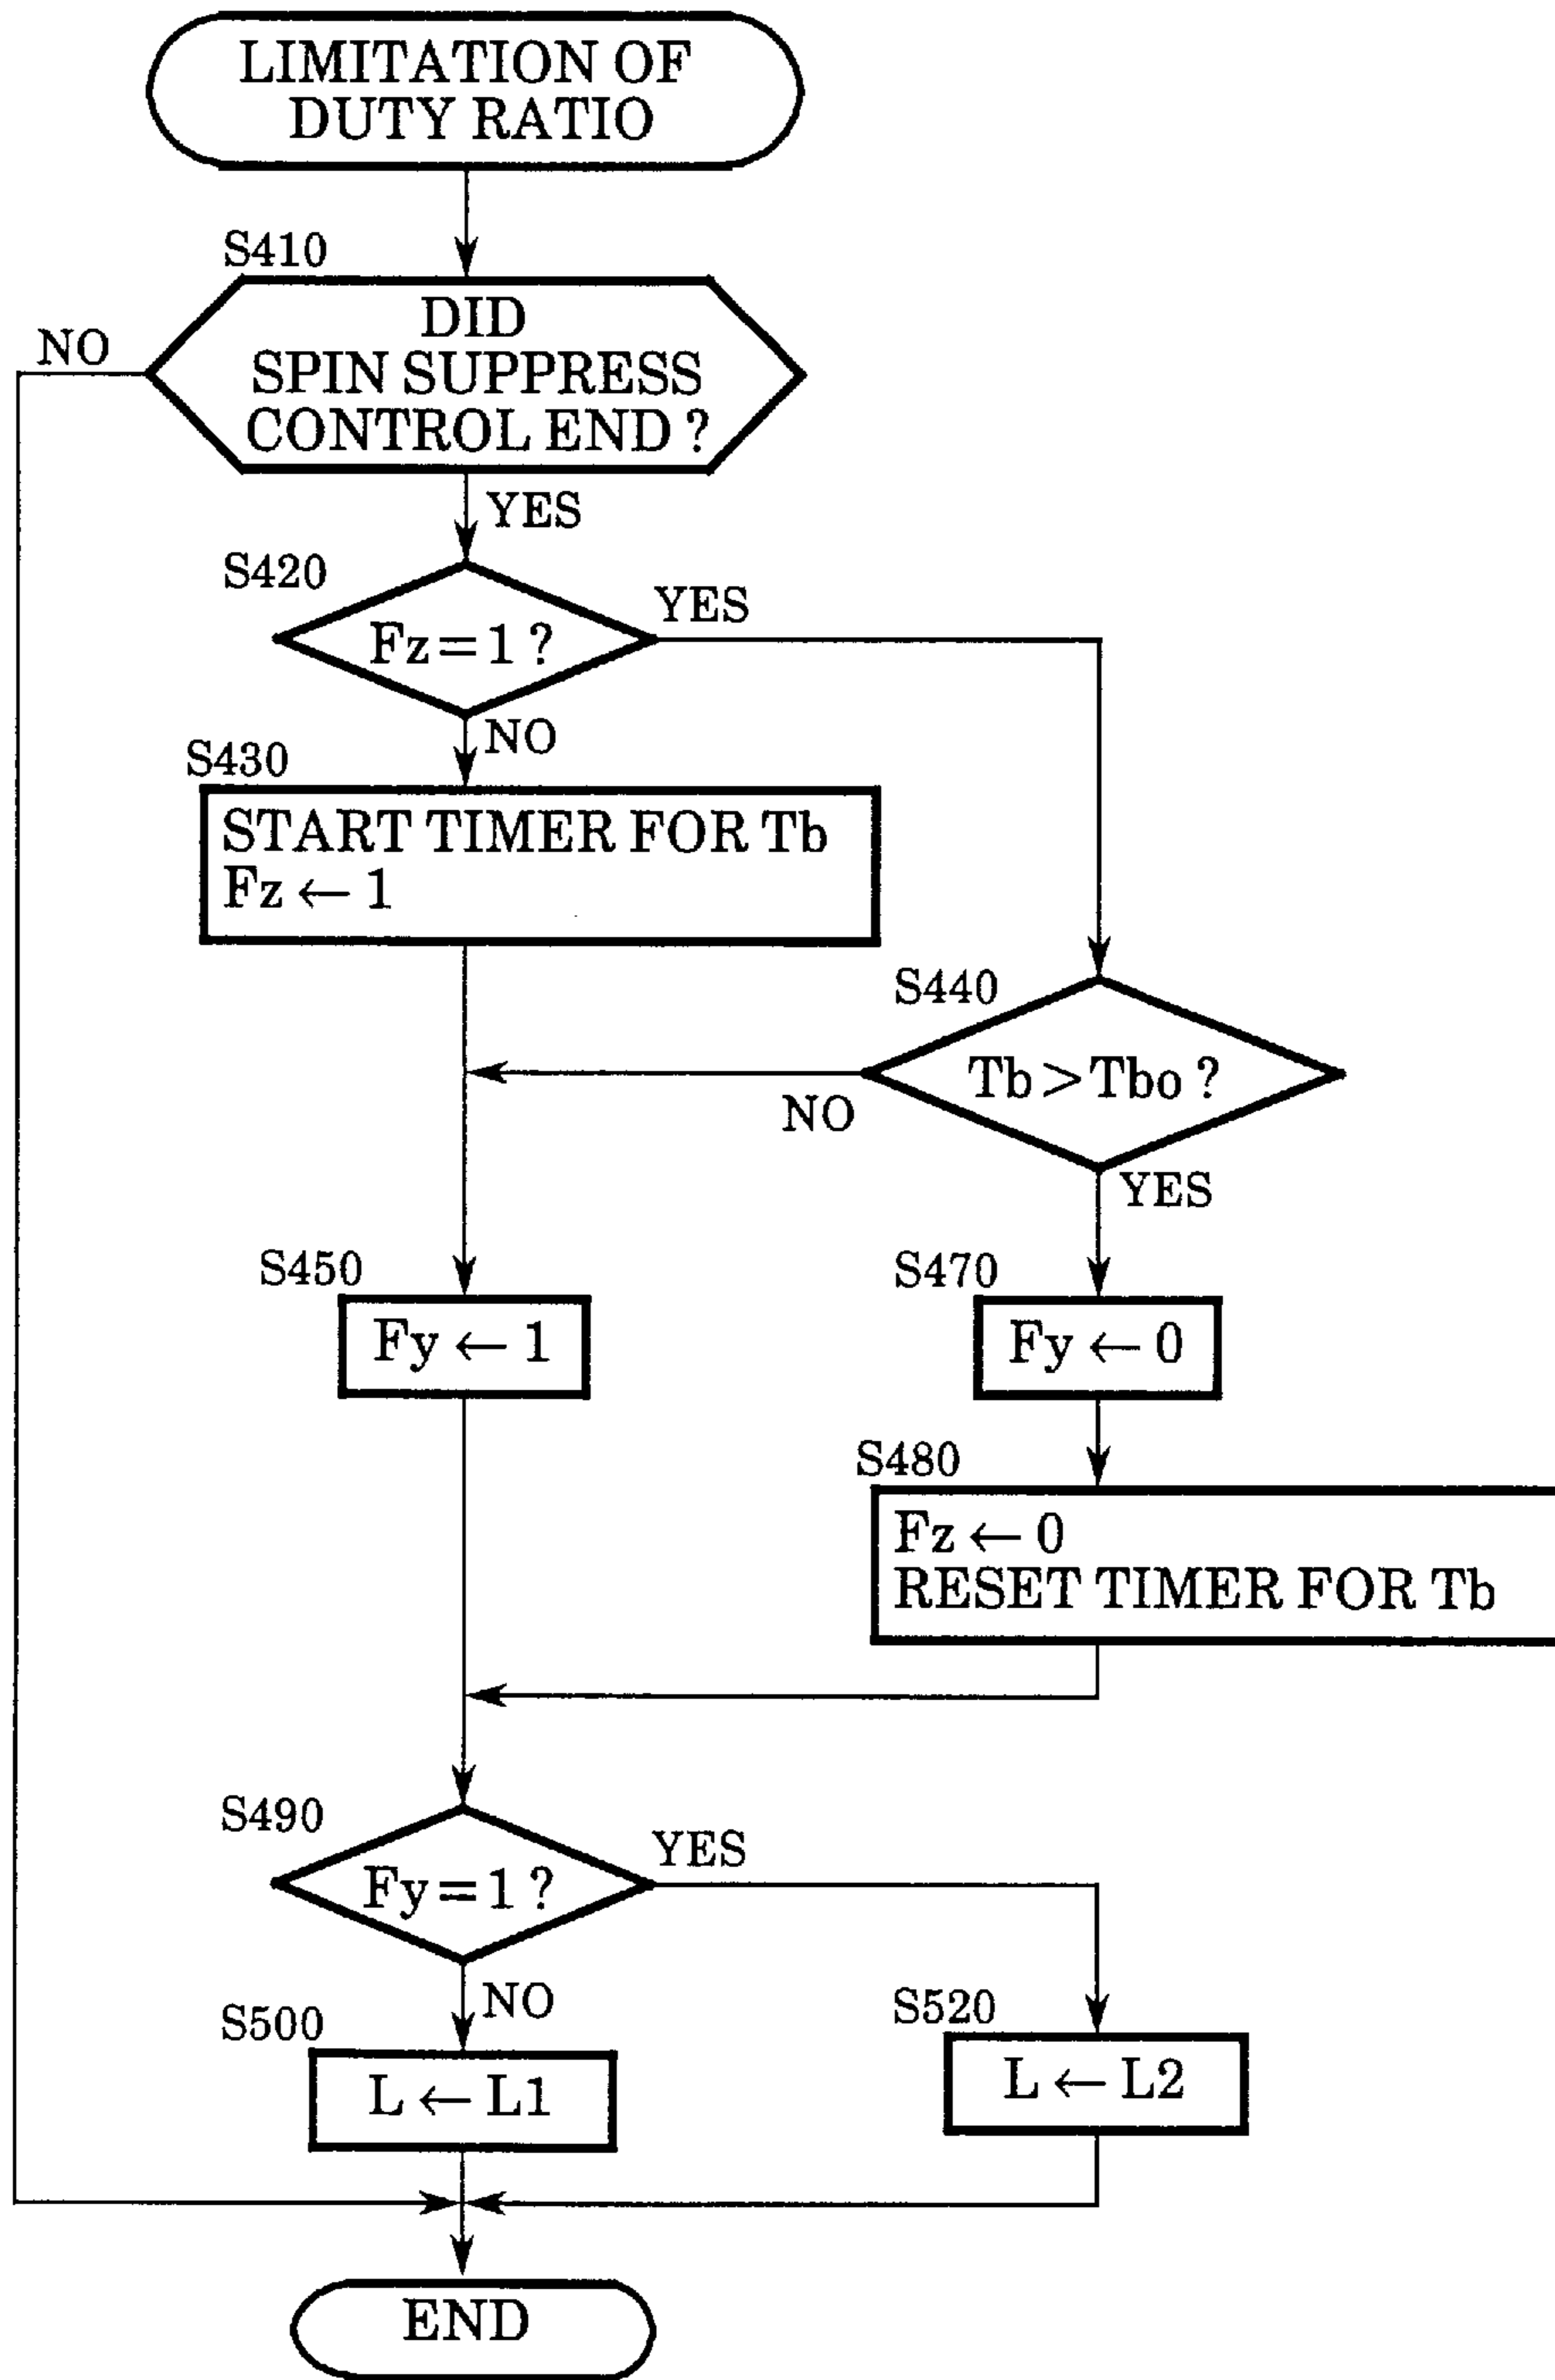 LIMITATION OF
DUTY RATIO
S410
DID
SPIN SUPPRESS
CONTROL END ?
NO
YES
S420
Fz = 1 ?
YES
NO
S430
START TIMER FOR Tb
Fz ← 1
S440
Tb > Tbo ?
NO
YES
S450
Fy ← 1
S470
Fy ← 0
S480
Fz ← 0
RESET TIMER FOR Tb
S490
Fy = 1 ?
YES
NO
S500
L ← L1
S520
L ← L2
END